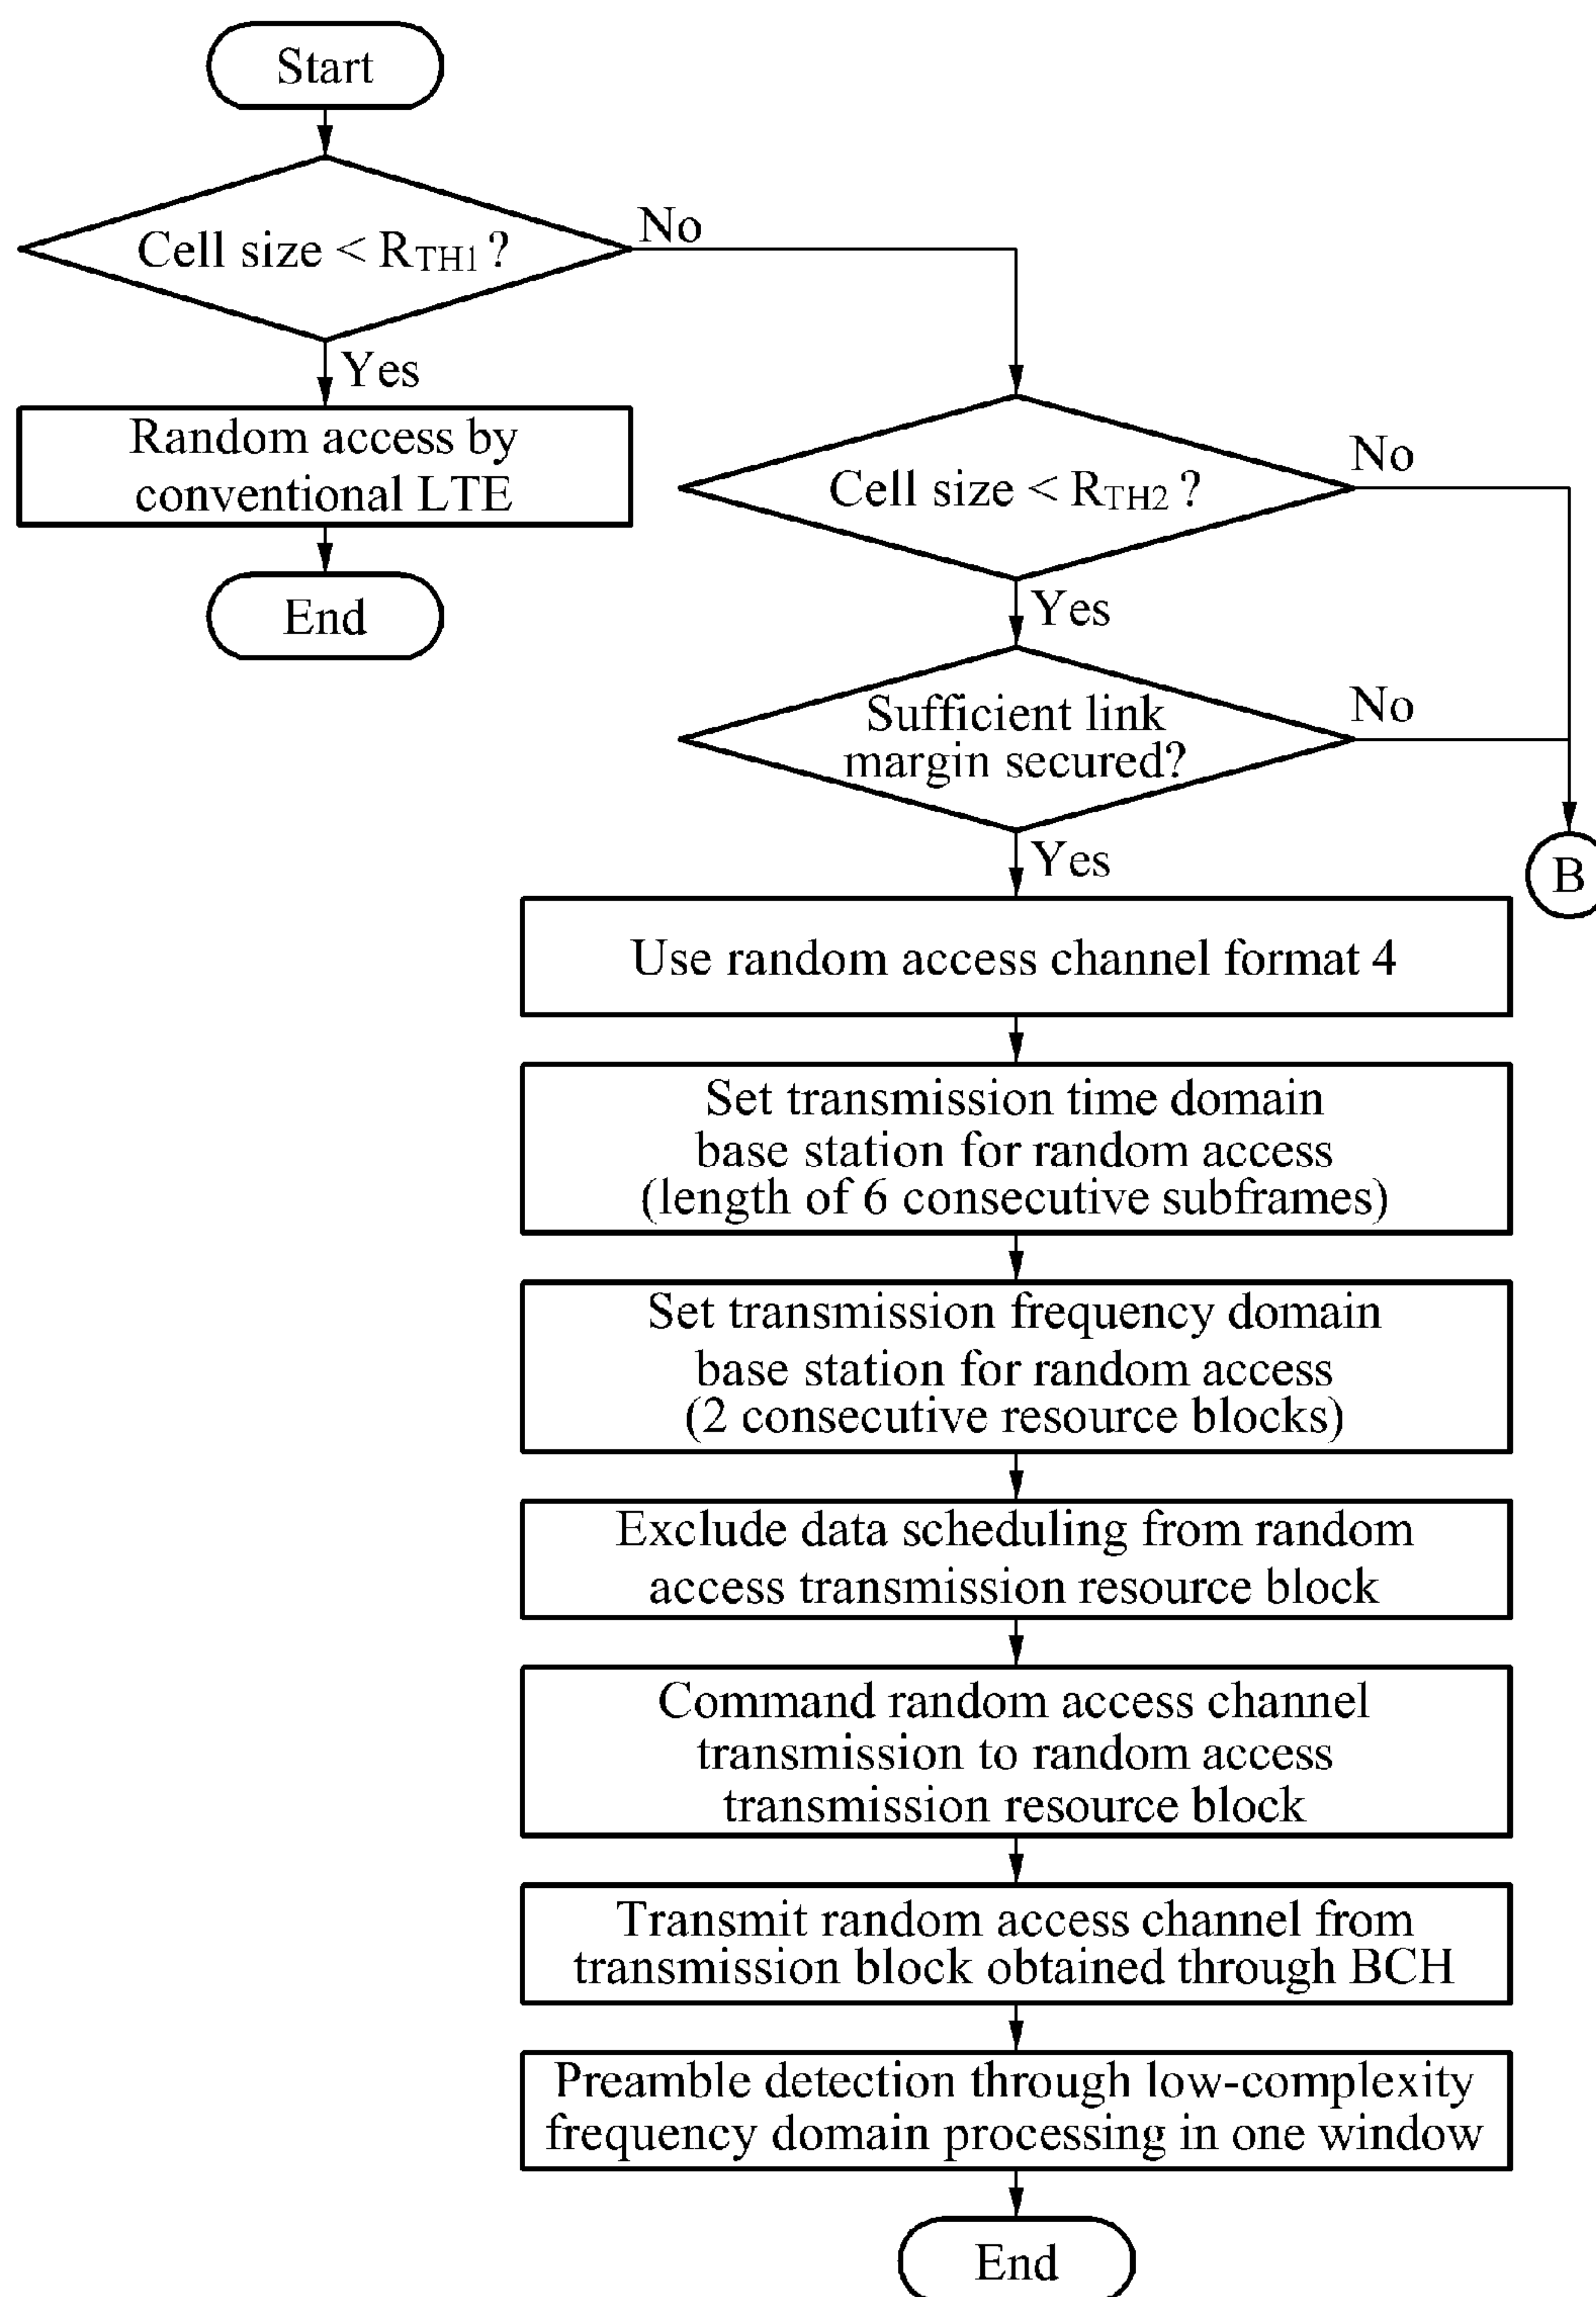 Start
Cell size < RTH1 ?
No
Yes
Random access by
conventional LTE
End
Cell size < RTH2 ?
No
Yes
Sufficient link
margin secured?
No
Yes
B
Use random access channel format 4
Set transmission time domain
base station for random access
(length of 6 consecutive subframes)
Set transmission frequency domain
base station for random access
(2 consecutive resource blocks)
Exclude data scheduling from random
access transmission resource block
Command random access channel
transmission to random access
transmission resource block
Transmit random access channel from
transmission block obtained through BCH
Preamble detection through low-complexity
frequency domain processing in one window
End